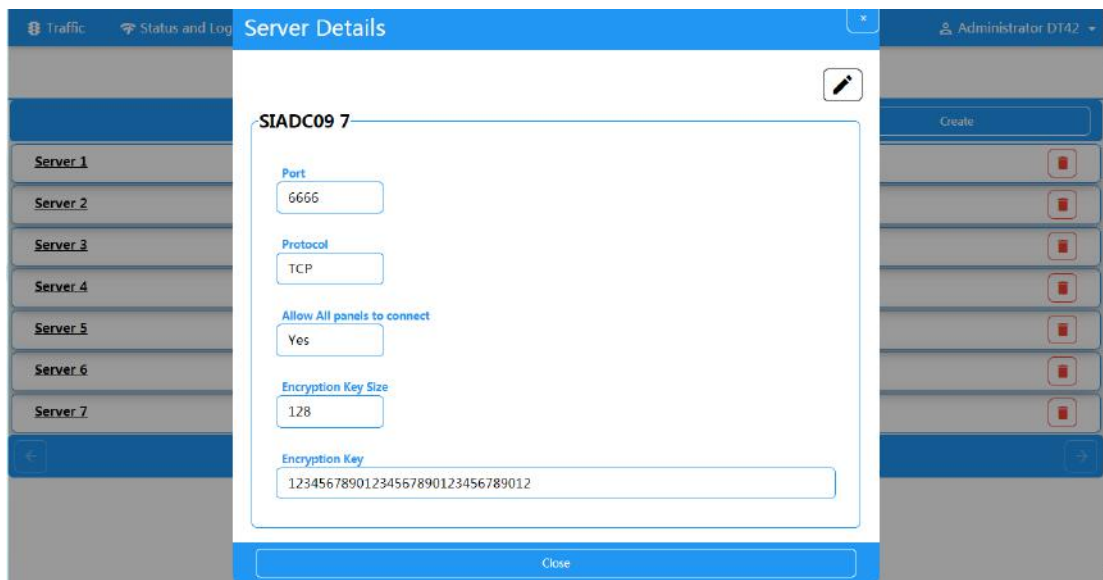 Traffic
Status and Log
Server Details
x
Administrator DT42
Create
SIADC09 7
Server 1
Server 2
Server 3
Server 4
Server 5
Server 6
Server 7
Port
6666
Protocol
TCP
Allow All panels to connect
Yes
Encryption Key Size
128
Encryption Key
12345678901234567890123456789012
Close